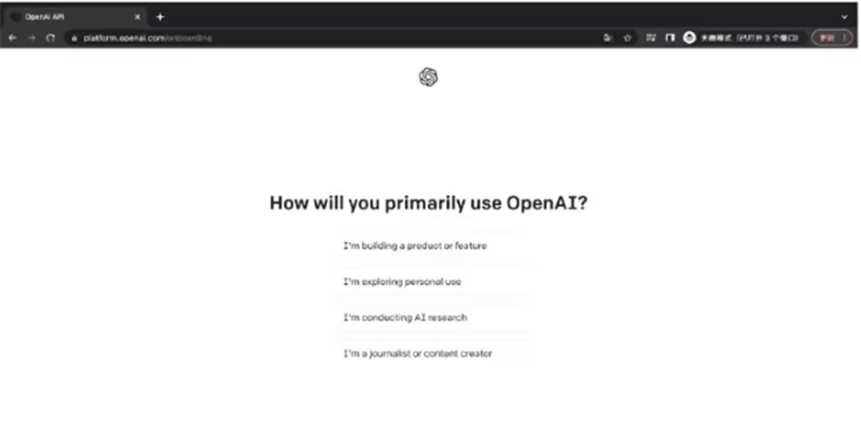 OpenAI API
platform.openai.com/onboarding
How will you primarily use OpenAI?
I'm building a product or feature
I'm exploring personal use
I'm conducting AI research
I'm a journalist or content creator